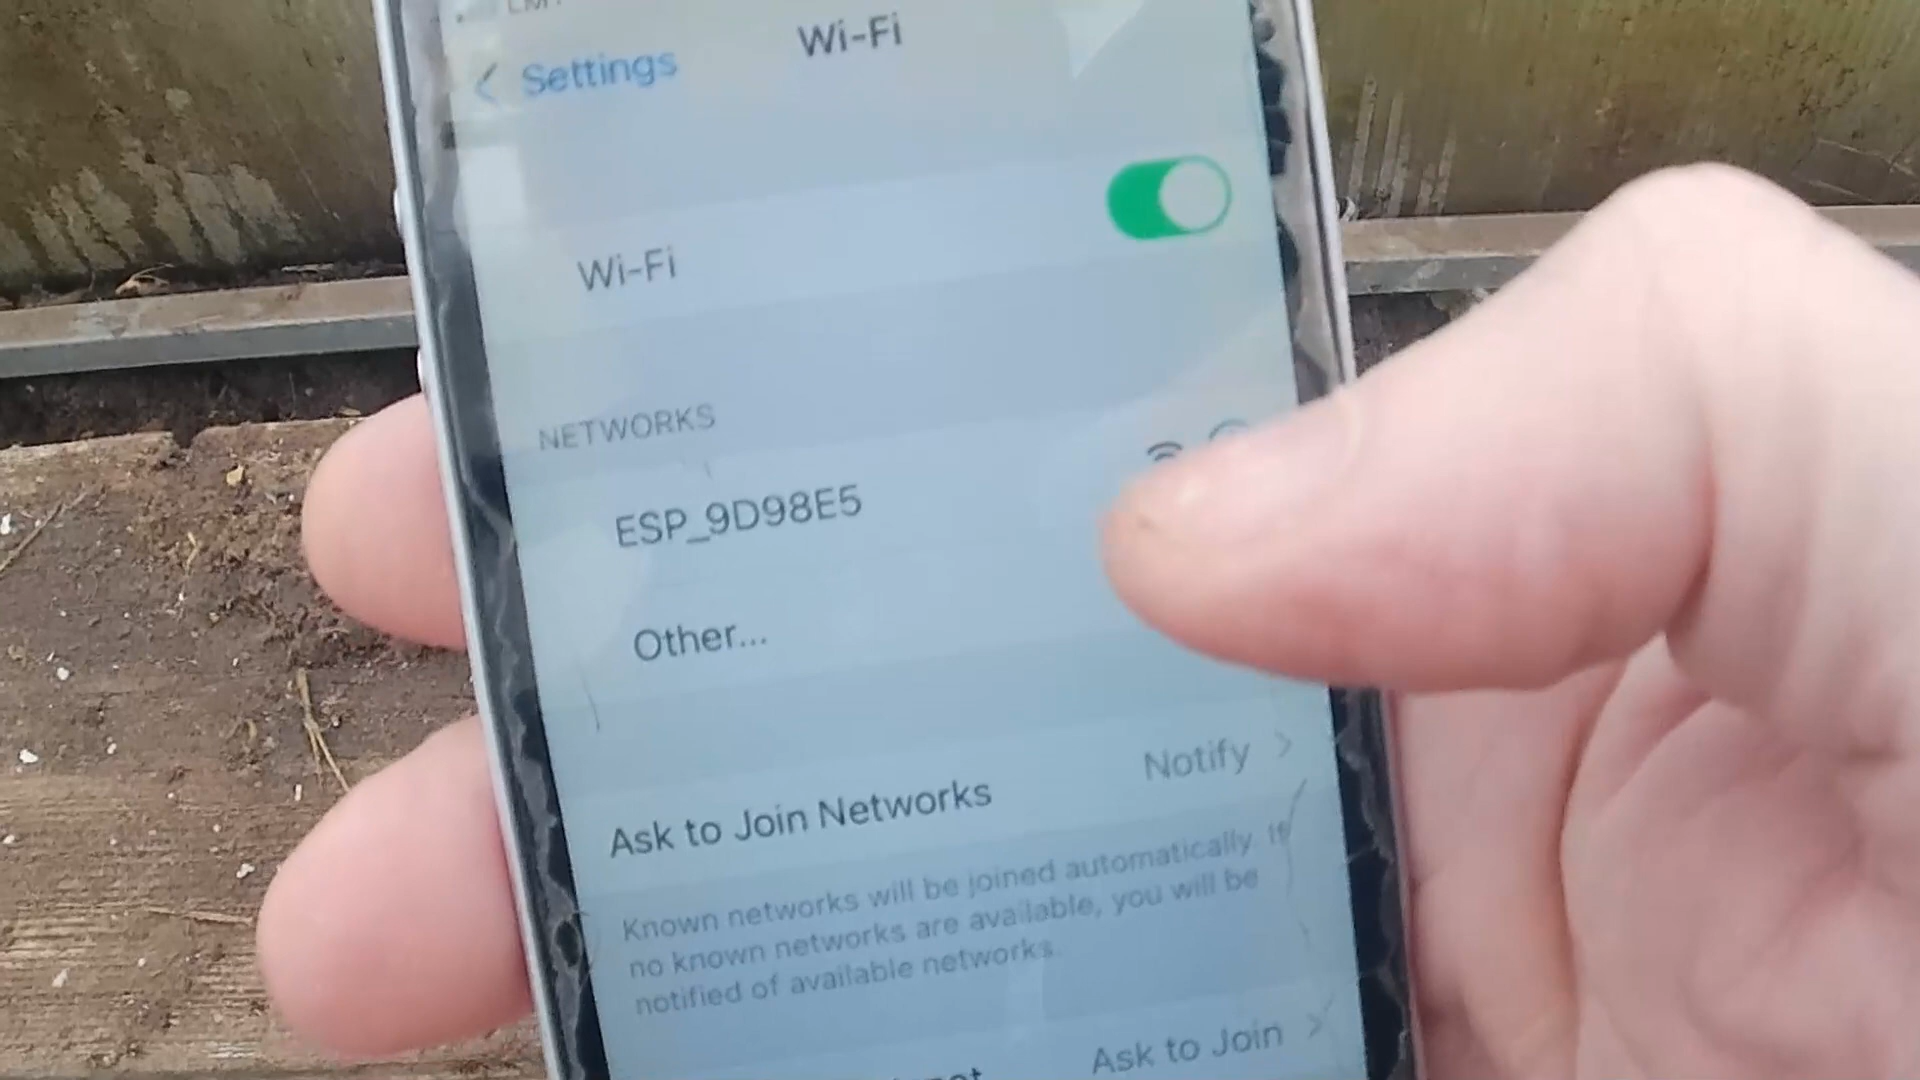 Settings
Wi-Fi
Wi-Fi
NETWORKS
ESP_9D98E5
Other...
Ask to Join Networks
Notify
Known networks will be joined automatically. If
no known networks are available, you will be
notified of available networks.
Ask to Join